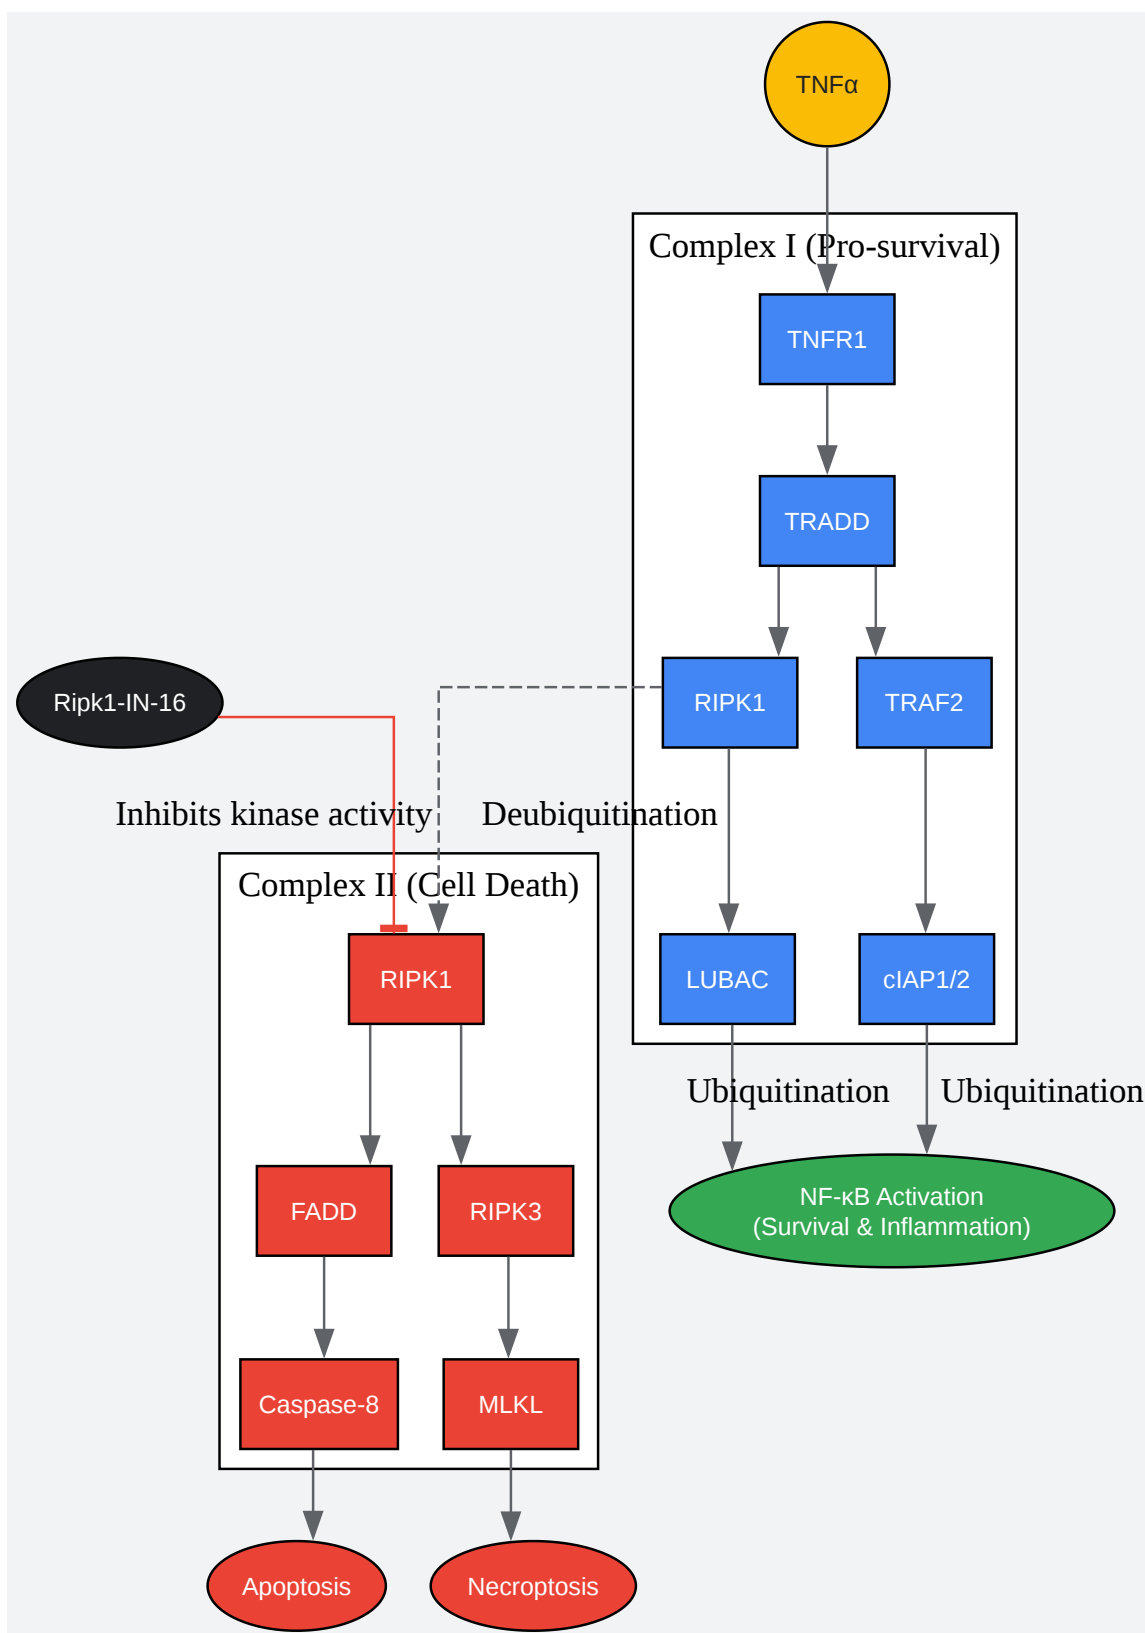 TNFα
Complex I (Pro-survival)
TNFR1
TRADD
Ripk1-IN-16
RIPK1
TRAF2
Inhibits kinase activity
Deubiquitination
Complex II (Cell Death)
RIPK1
LUBAC
cIAP1/2
Ubiquitination
Ubiquitination
FADD
RIPK3
NF-κB Activation
(Survival & Inflammation)
Caspase-8
MLKL
Apoptosis
Necroptosis